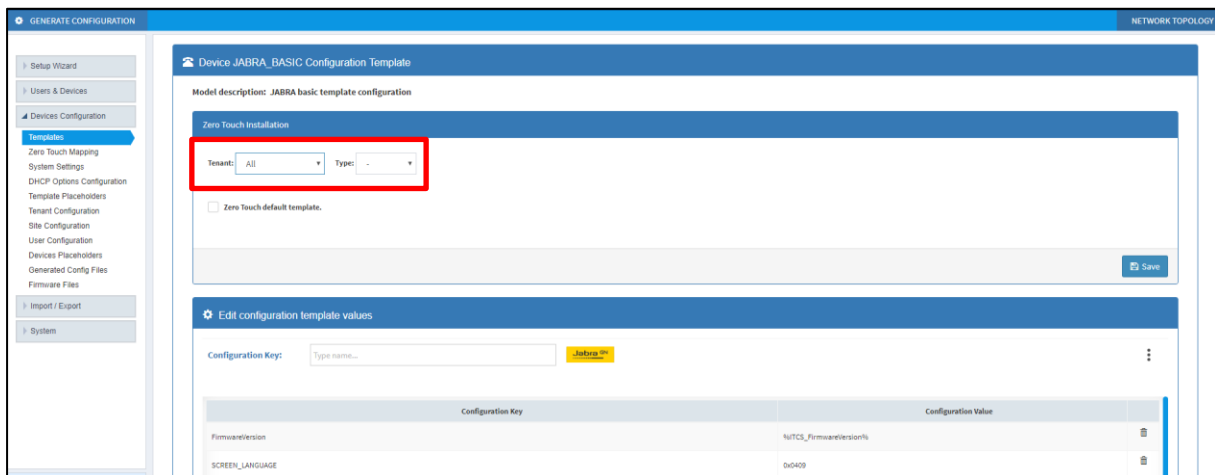 GENERATE CONFIGURATION
NETWORK TOPOLOGY
Setup Wizard
Users & Devices
Devices Configuration
Templates
Zero Touch Mapping
System Settings
DHCP Options Configuration
Template Placeholders
Tenant Configuration
Site Configuration
User Configuration
Devices Placeholders
Generated Config Files
Firmware Files
Import / Export
System
Device JABRA_BASIC Configuration Template
Model description: JABRA basic template configuration
Zero Touch Installation
Tenant: All Type: -
Zero Touch default template.
Save
Edit configuration template values
Configuration Key: Type name... Jabra GN
Configuration Key Configuration Value
FirmwareVersion %ITCS_FirmwareVersion%
SCREEN_LANGUAGE 0x0409